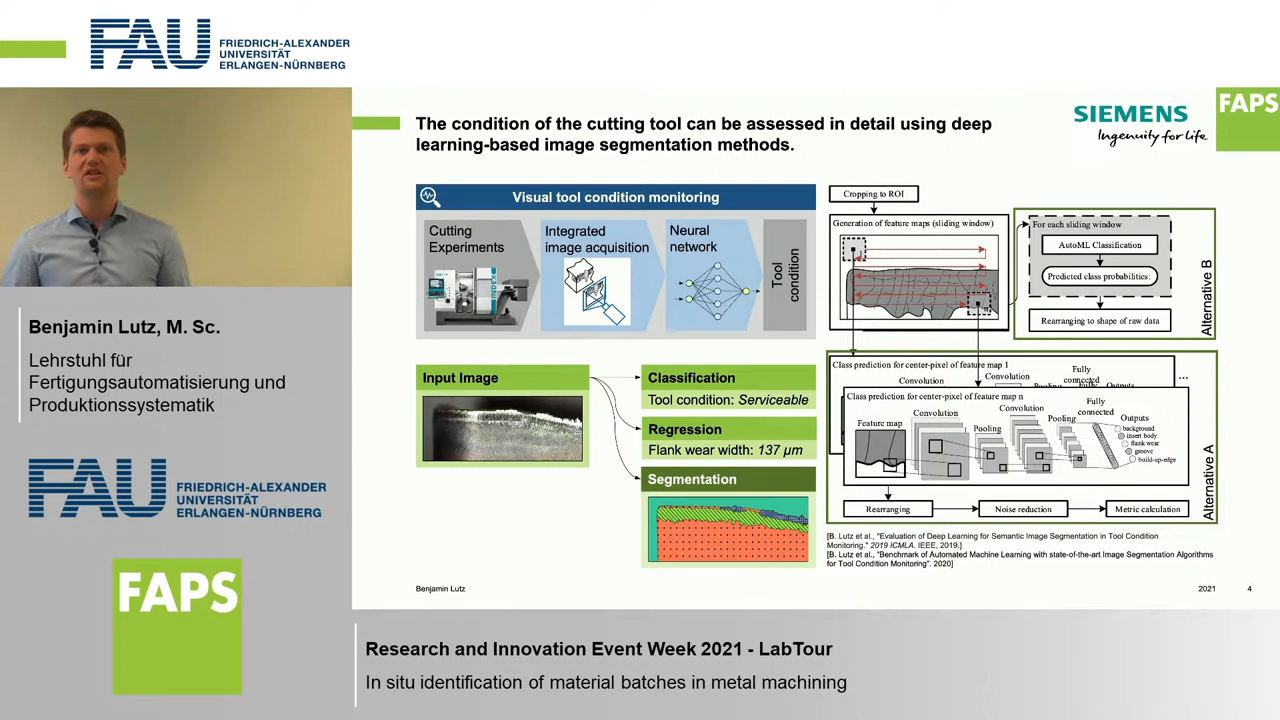 FAU
FRIEDRICH-ALEXANDER
UNIVERSITÄT
ERLANGEN-NÜRNBERG
The condition of the cutting tool can be assessed in detail using deep
learning-based image segmentation methods.
SIEMENS
Ingenuity for life
FAPS
Visual tool condition monitoring
Cutting
Experiments
INDEX
Integrated
image acquisition
Neural
network
Tool
condition
Input Image
Classification
Tool condition: Serviceable
Regression
Flank wear width: 137 µm
Segmentation
Cropping to ROI
Generation of feature maps (sliding window)
For each sliding window
AutoML Classification
Predicted class probabilities:
Rearranging to shape of raw data
Alternative B
Class prediction for center-pixel of feature map 1
Convolution
Convolution
Pooling
Fully
connected
Outputs
...
Class prediction for center-pixel of feature map n
Feature map
Convolution
Pooling
Convolution
Pooling
Fully
connected
Outputs
background
insert body
flank wear
groove
build-up-edge
Rearranging
Noise reduction
Metric calculation
Alternative A
[B. Lutz et al., "Evaluation of Deep Learning for Semantic Image Segmentation in Tool Condition
Monitoring." 2019 ICMLA. IEEE, 2019.]
[B. Lutz et al., "Benchmark of Automated Machine Learning with state-of-the-art Image Segmentation Algorithms
for Tool Condition Monitoring". 2020]
Benjamin Lutz
2021
4
Benjamin Lutz, M. Sc.
Lehrstuhl für
Fertigungsautomatisierung und
Produktionssystematik
FAU
FRIEDRICH-ALEXANDER
UNIVERSITÄT
ERLANGEN-NÜRNBERG
FAPS
Research and Innovation Event Week 2021 - LabTour
In situ identification of material batches in metal machining